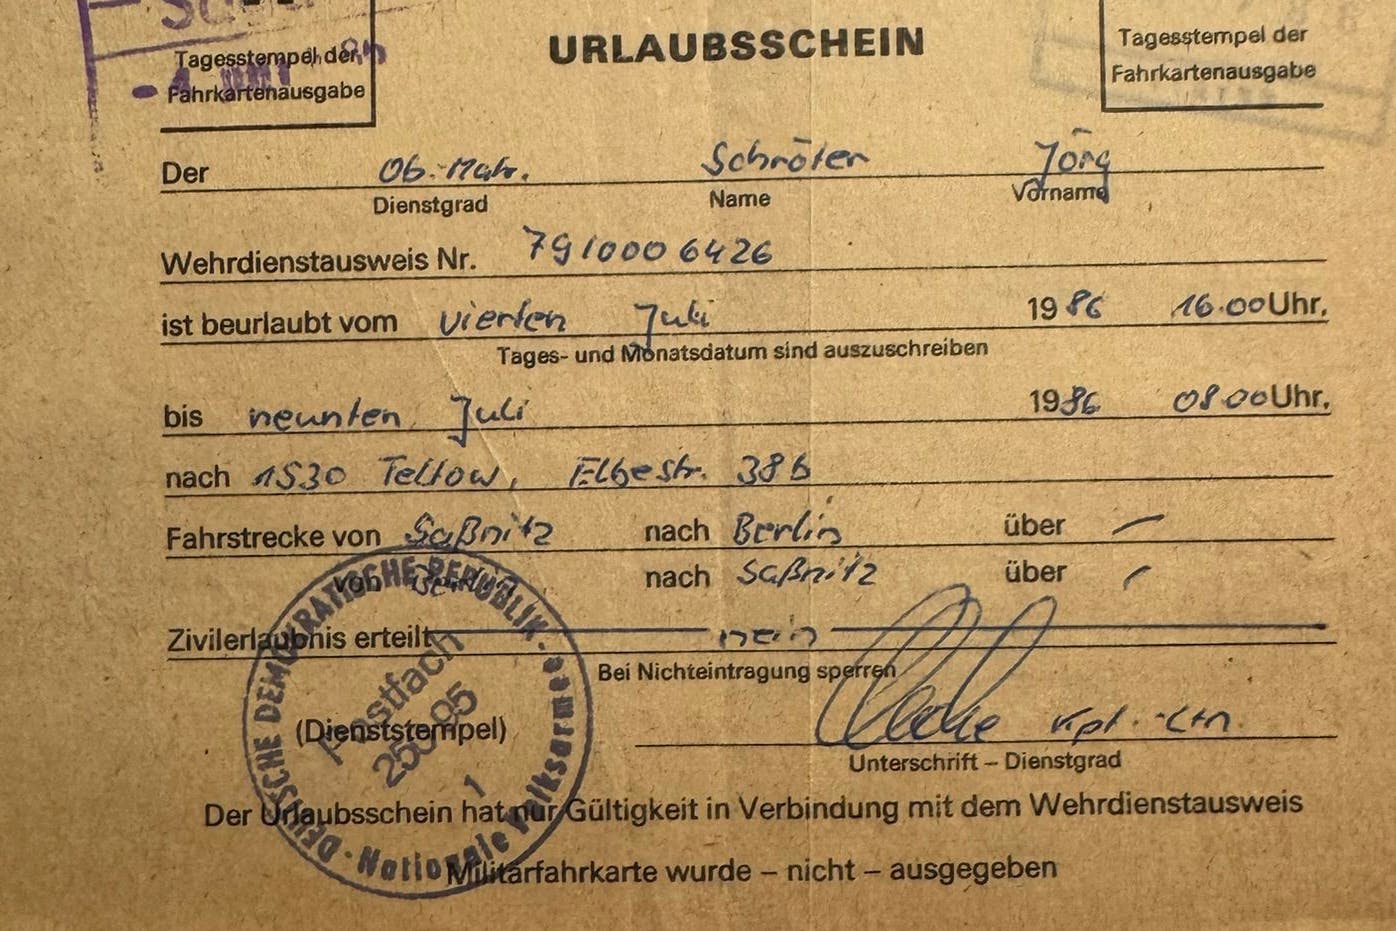 URLAUBSSCHEIN
Tagesstempel der
Fahrkartenausgabe
Tagesstempel der
Fahrkartenausgabe
Der Ob.-Matr. Schröter Jörg
Dienstgrad Name Vorname
Wehrdienstausweis Nr. 7910006426
ist beurlaubt vom vierten Juli 1986 16.00 Uhr,
Tages- und Monatsdatum sind auszuschreiben
bis neunten Juli 1986 08.00 Uhr,
nach 1530 Teltow, Elbestr. 38b
Fahrstrecke von Saßnitz nach Berlin über –
von Berlin nach Saßnitz über –
Zivilerlaubnis erteilt nein
Bei Nichteintragung sperren
DEUTSCHE DEMOKRATISCHE REPUBLIK · Nationale Volksarmee ·
Postfach
1
(Dienststempel)
Kpt.-Ltn.
Unterschrift – Dienstgrad
Der Urlaubsschein hat nur Gültigkeit in Verbindung mit dem Wehrdienstausweis
Militärfahrkarte wurde – nicht – ausgegeben